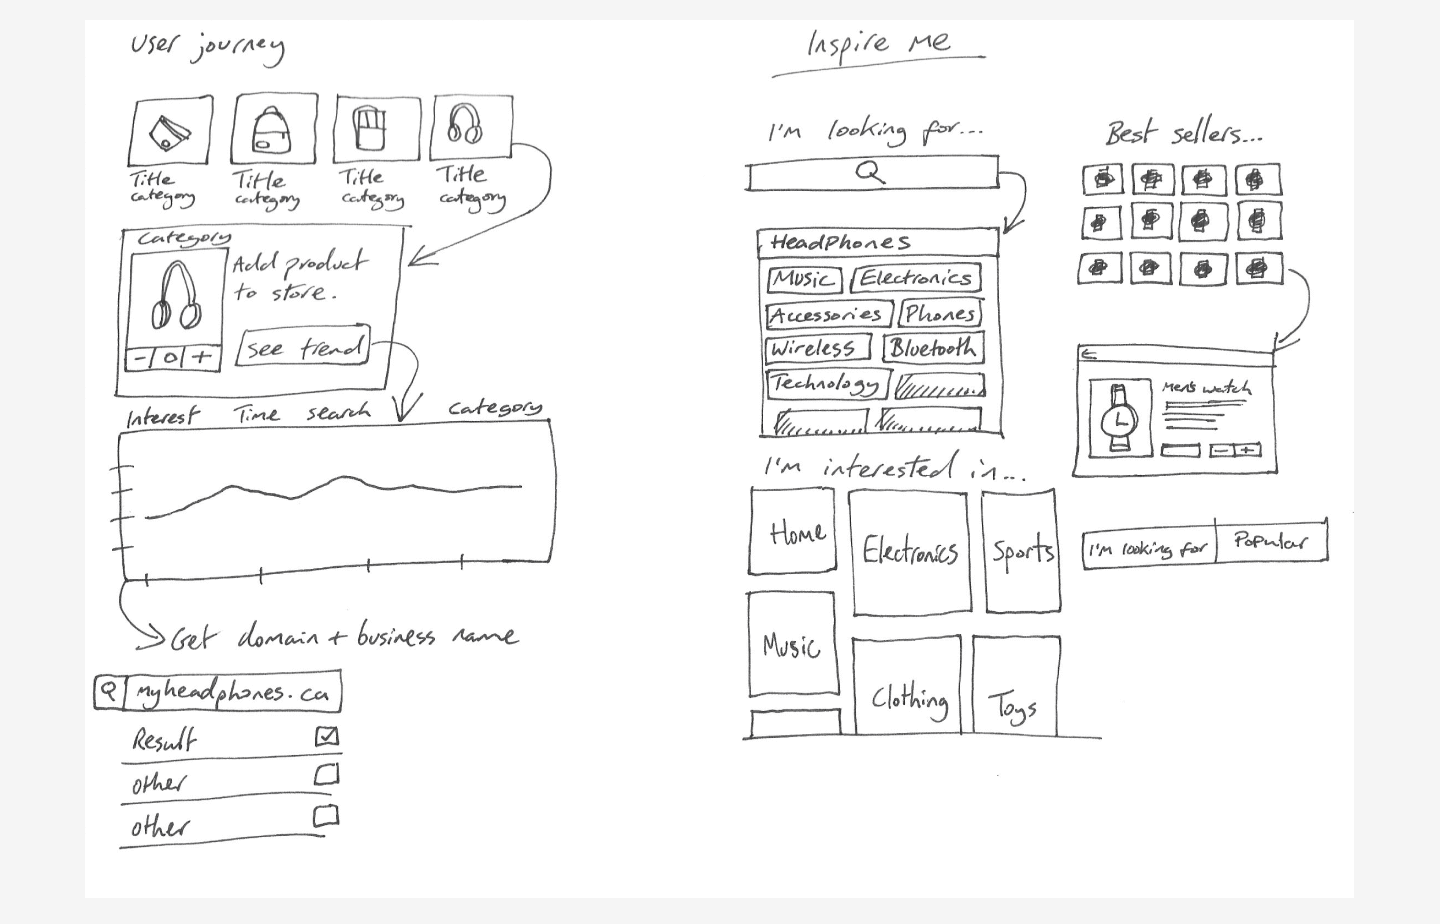 User journey
Title
category
Title
category
Title
category
Title
category
Category
Add product
to store.
- 0 +
See trend
Interest Time search Category
Get domain + business name
myheadphones.ca
Result
other
other
Inspire me
I'm looking for...
Headphones
Music Electronics
Accessories Phones
Wireless Bluetooth
Technology
I'm interested in...
Home Electronics Sports
Music Clothing Toys
Best sellers...
Men's watch
- +
I'm looking for Popular